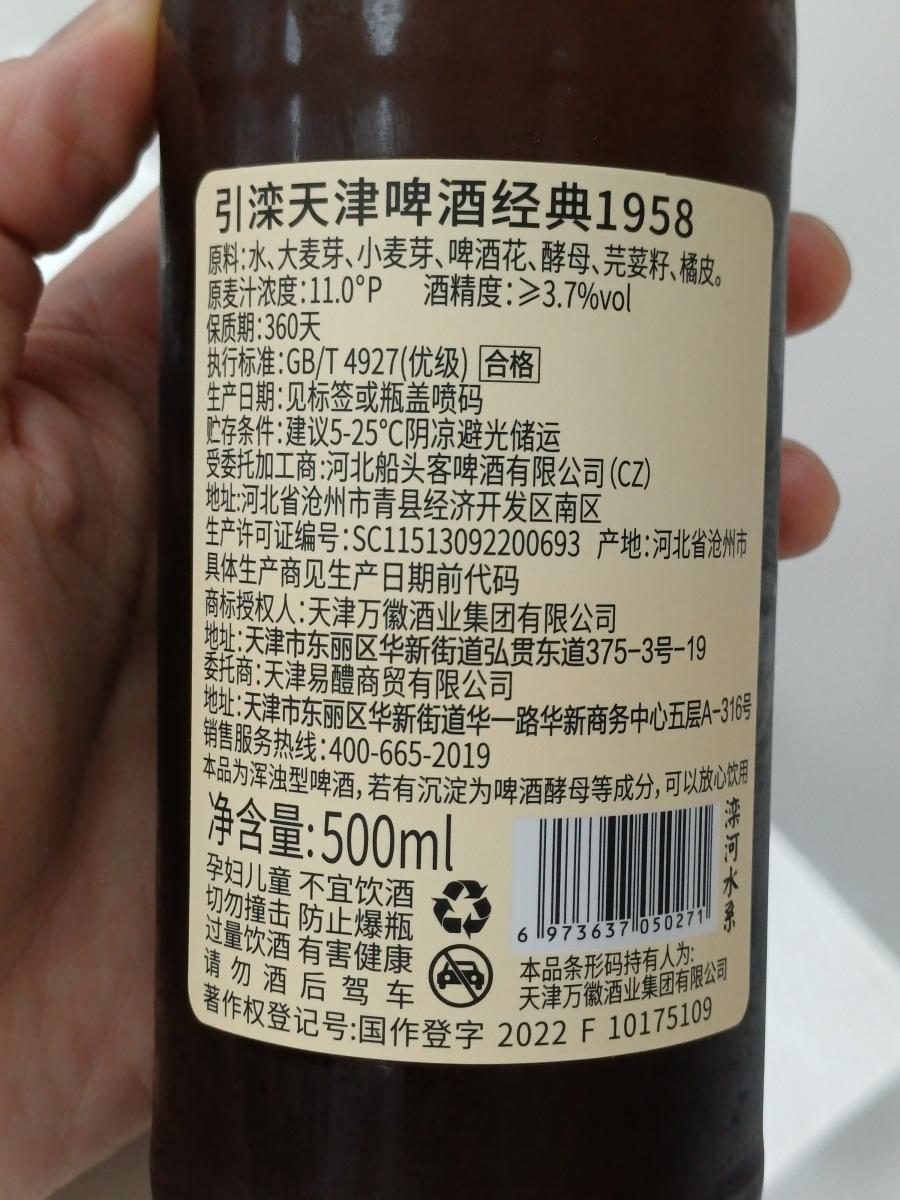 引滦天津啤酒经典1958
原料:水、大麦芽、小麦芽、啤酒花、酵母、芫荽籽、橘皮。
原麦汁浓度:11.0°P 酒精度:≥3.7%vol
保质期:360天
执行标准:GB/T 4927(优级) 合格
生产日期:见标签或瓶盖喷码
贮存条件:建议5-25°C阴凉避光储运
受委托加工商:河北船头客啤酒有限公司(CZ)
地址:河北省沧州市青县经济开发区南区
生产许可证编号:SC11513092200693 产地:河北省沧州市
具体生产商见生产日期前代码
商标授权人:天津万徽酒业集团有限公司
地址:天津市东丽区华新街道弘贯东道375-3号-19
委托商:天津易醴商贸有限公司
地址:天津市东丽区华新街道华一路华新商务中心五层A-316号
销售服务热线:400-665-2019
本品为浑浊型啤酒,若有沉淀为啤酒酵母等成分,可以放心饮用
净含量:500ml
孕妇儿童 不宜饮酒
切勿撞击 防止爆瓶
过量饮酒 有害健康
请勿酒后驾车
滦河水系
6 973637 050271
本品条形码持有人为:
天津万徽酒业集团有限公司
著作权登记号:国作登字 2022 F 10175109